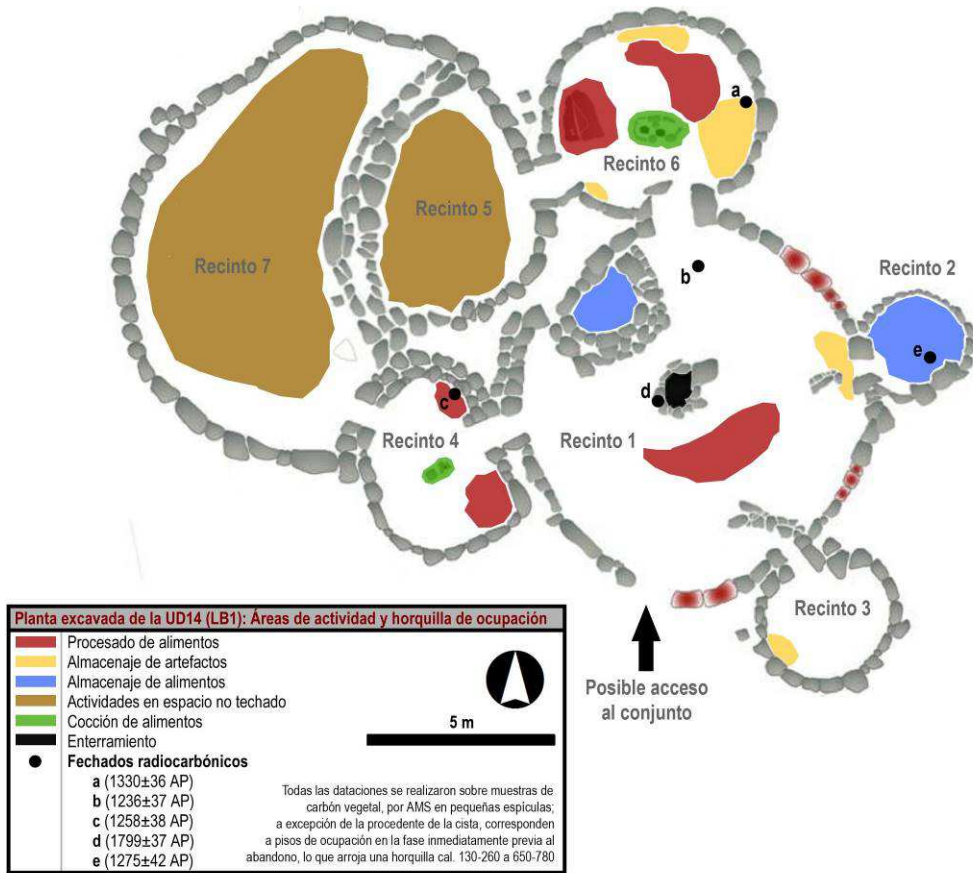 a
Recinto 6
Recinto 5
Recinto 7
b
Recinto 2
e
d
c
Recinto 4
Recinto 1
Recinto 3
Posible acceso
al conjunto
Planta excavada de la UD14 (LB1): Áreas de actividad y horquilla de ocupación
Procesado de alimentos
Almacenaje de artefactos
Almacenaje de alimentos
Actividades en espacio no techado
Cocción de alimentos
Enterramiento
5 m
Fechados radiocarbónicos
a (1330±36 AP)
b (1236±37 AP)
c (1258±38 AP)
d (1799±37 AP)
e (1275±42 AP)
Todas las dataciones se realizaron sobre muestras de
carbón vegetal, por AMS en pequeñas espículas;
a excepción de la procedente de la cista, corresponden
a pisos de ocupación en la fase inmediatamente previa al
abandono, lo que arroja una horquilla cal. 130-260 a 650-780